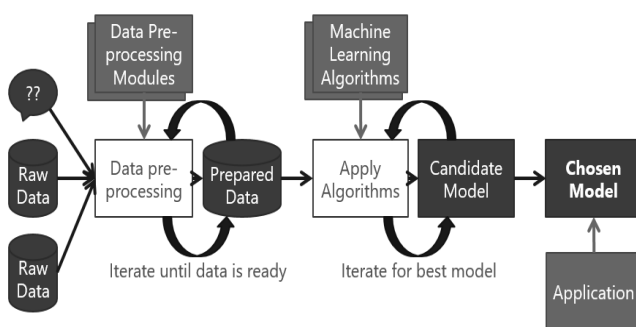 Data Pre-
processing
Modules
Machine
Learning
Algorithms
??
Raw
Data
Data pre-
processing
Prepared
Data
Apply
Algorithms
Candidate
Model
Chosen
Model
Raw
Data
Iterate until data is ready
Iterate for best model
Application